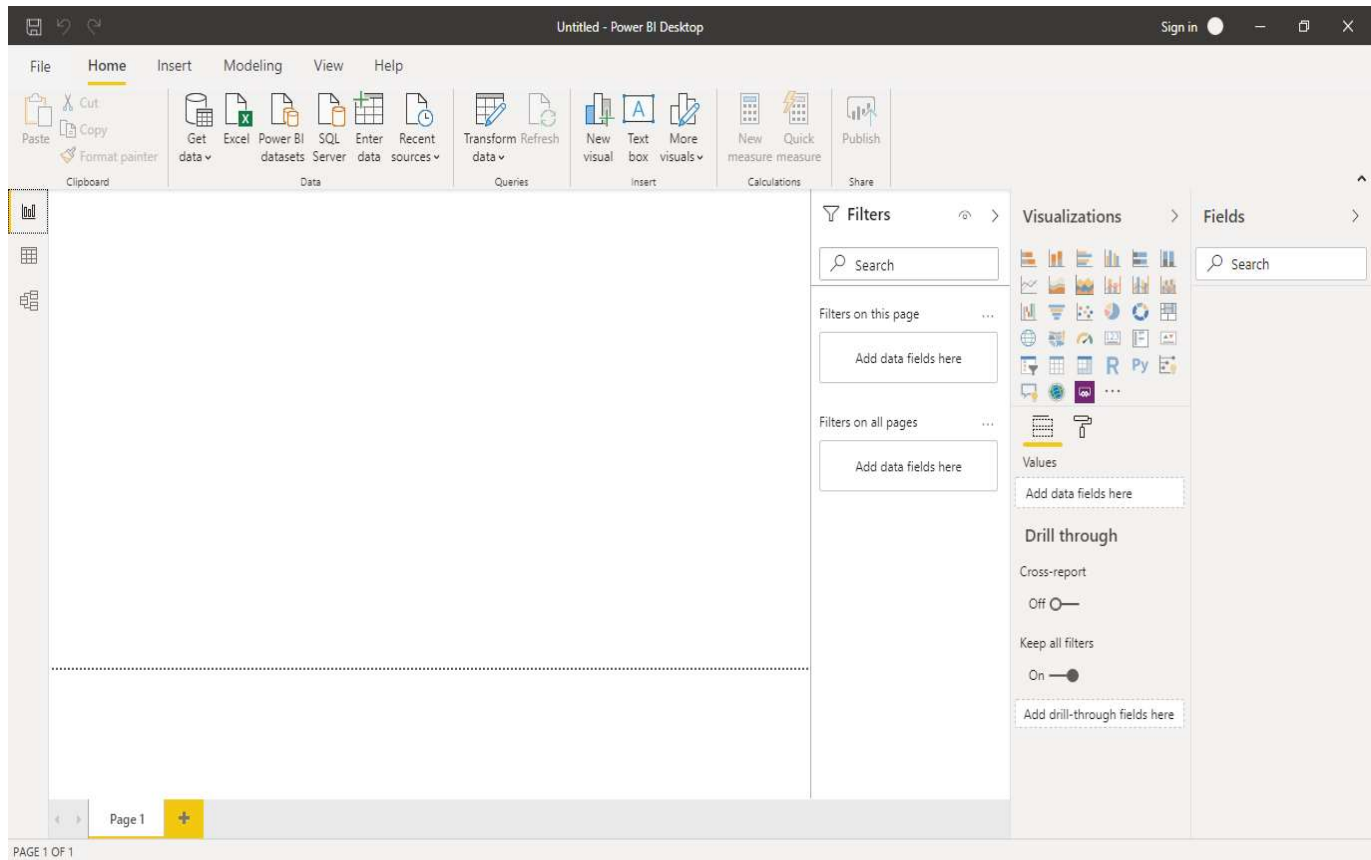 Untitled - Power BI Desktop
Sign in
File Home Insert Modeling View Help
Paste
Cut
Copy
Format painter
Clipboard
Get data
Excel
Power BI datasets
SQL Server
Enter data
Recent sources
Data
Transform data
Refresh
Queries
New visual
Text box
More visuals
Insert
New measure
Quick measure
Calculations
Publish
Share
Filters
Search
Filters on this page
...
Add data fields here
Filters on all pages
...
Add data fields here
Visualizations
123
R Py
...
Values
Add data fields here
Drill through
Cross-report
Off
Keep all filters
On
Add drill-through fields here
Fields
Search
Page 1
PAGE 1 OF 1